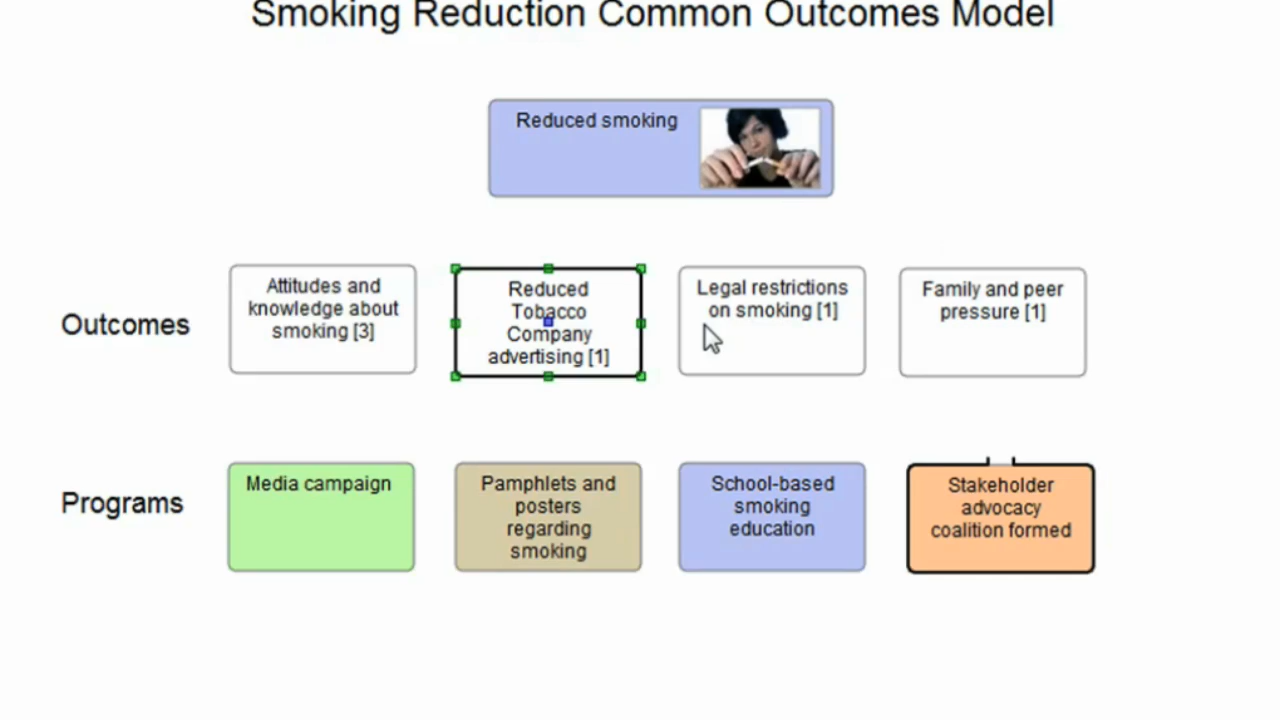 Smoking Reduction Common Outcomes Model
Reduced smoking
Outcomes
Attitudes and
knowledge about
smoking [3]
Reduced
Tobacco
Company
advertising [1]
Legal restrictions
on smoking [1]
Family and peer
pressure [1]
Programs
Media campaign
Pamphlets and
posters
regarding
smoking
School-based
smoking
education
Stakeholder
advocacy
coalition formed